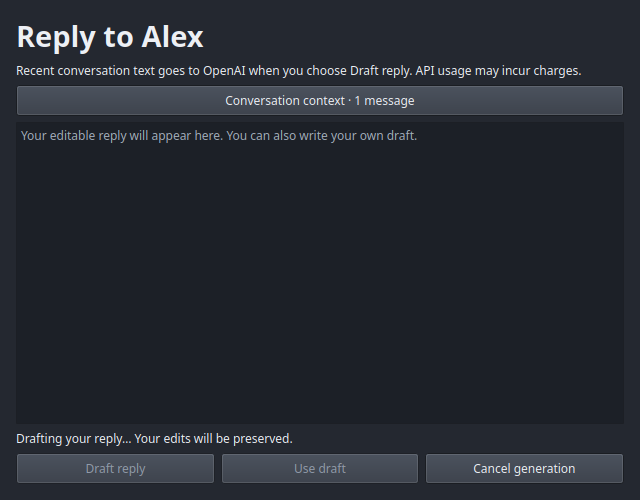 Reply to Alex
Recent conversation text goes to OpenAI when you choose Draft reply. API usage may incur charges.
Conversation context · 1 message
Your editable reply will appear here. You can also write your own draft.
Drafting your reply... Your edits will be preserved.
Draft reply
Use draft
Cancel generation